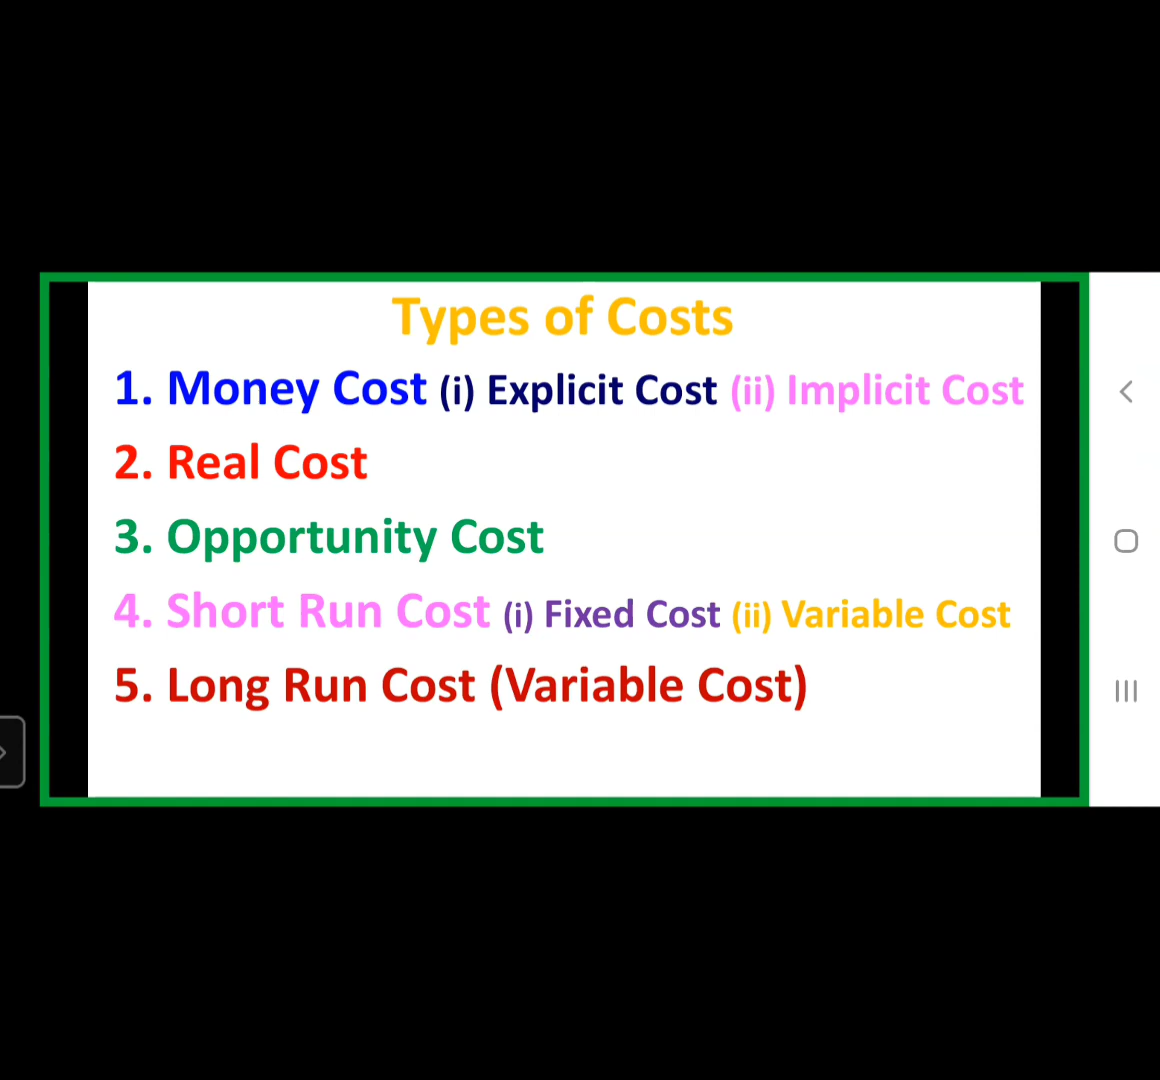 Types of Costs
1. Money Cost (i) Explicit Cost (ii) Implicit Cost
2. Real Cost
3. Opportunity Cost
4. Short Run Cost (i) Fixed Cost (ii) Variable Cost
5. Long Run Cost (Variable Cost)